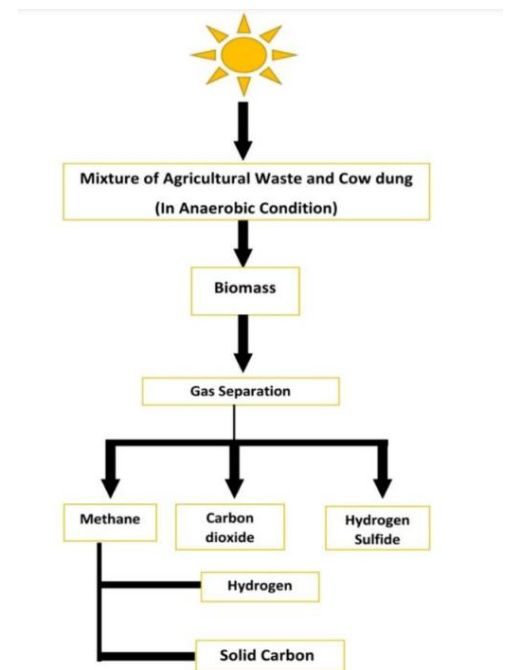 Mixture of Agricultural Waste and Cow dung
(In Anaerobic Condition)
Biomass
Gas Separation
Methane
Carbon
dioxide
Hydrogen
Sulfide
Hydrogen
Solid Carbon